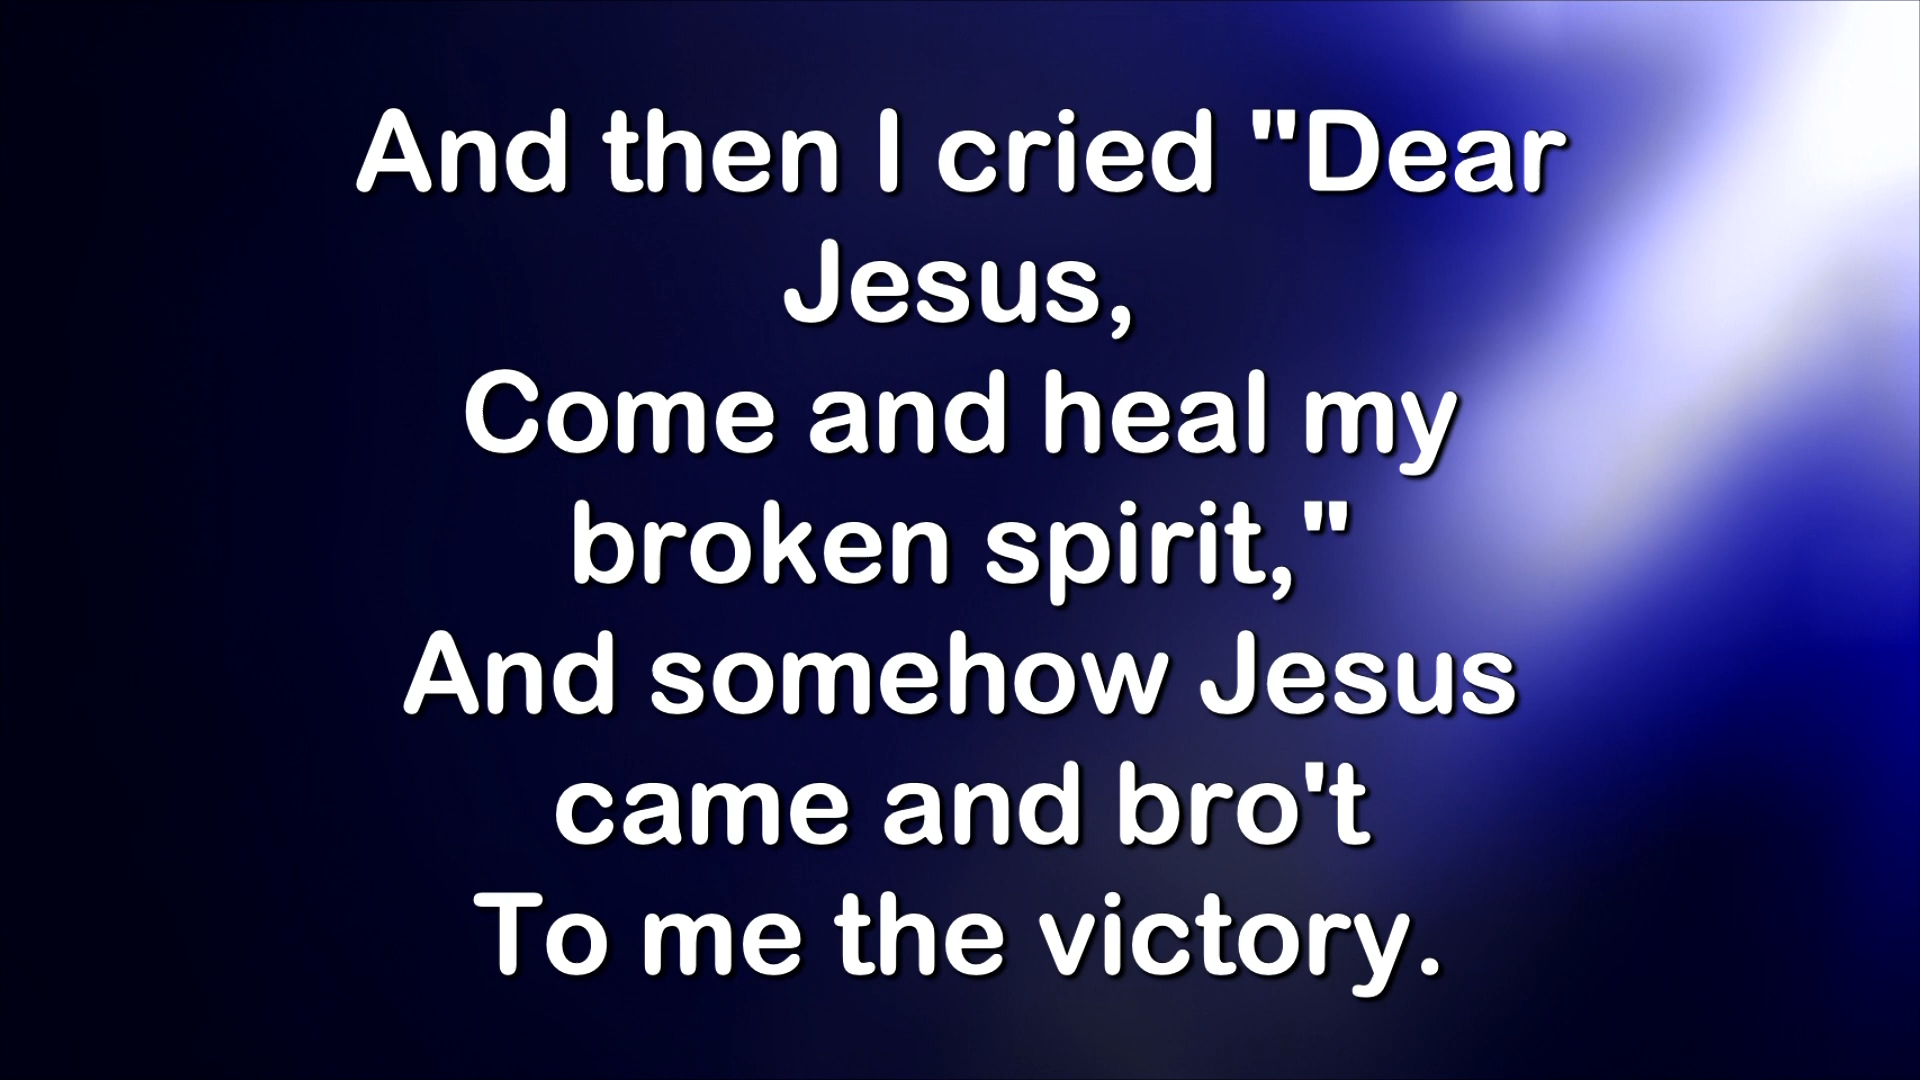 And then I cried "Dear
Jesus,
Come and heal my
broken spirit,"
And somehow Jesus
came and bro't
To me the victory.